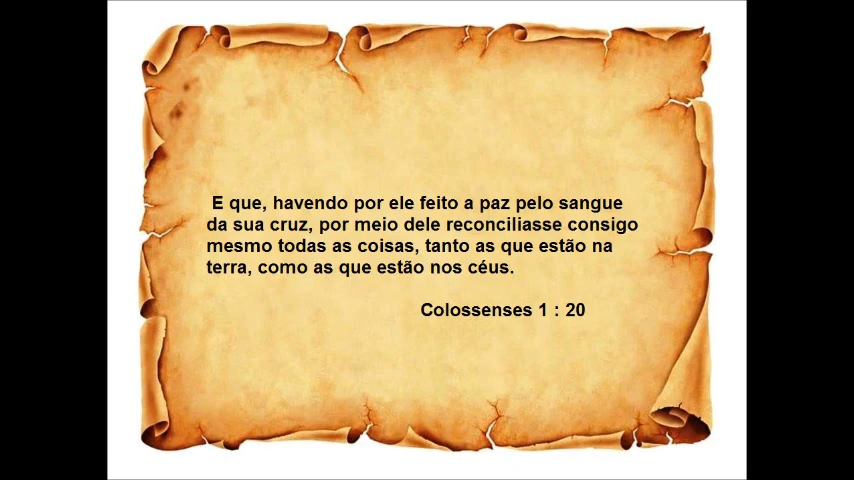 E que, havendo por ele feito a paz pelo sangue
da sua cruz, por meio dele reconciliasse consigo
mesmo todas as coisas, tanto as que estão na
terra, como as que estão nos céus.
Colossenses 1 : 20